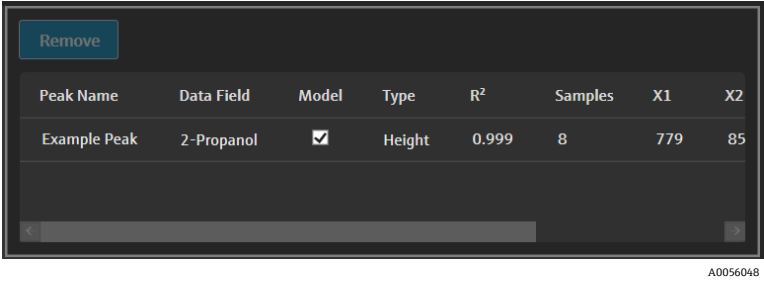 Remove
Peak Name Data Field Model Type R² Samples X1 X2
Example Peak 2-Propanol Height 0.999 8 779 85
A0056048